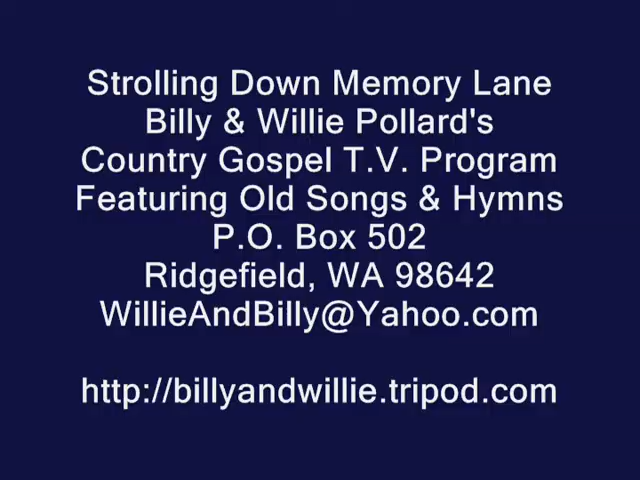 Strolling Down Memory Lane
Billy & Willie Pollard's
Country Gospel T.V. Program
Featuring Old Songs & Hymns
P.O. Box 502
Ridgefield, WA 98642
WillieAndBilly@Yahoo.com
http://billyandwillie.tripod.com